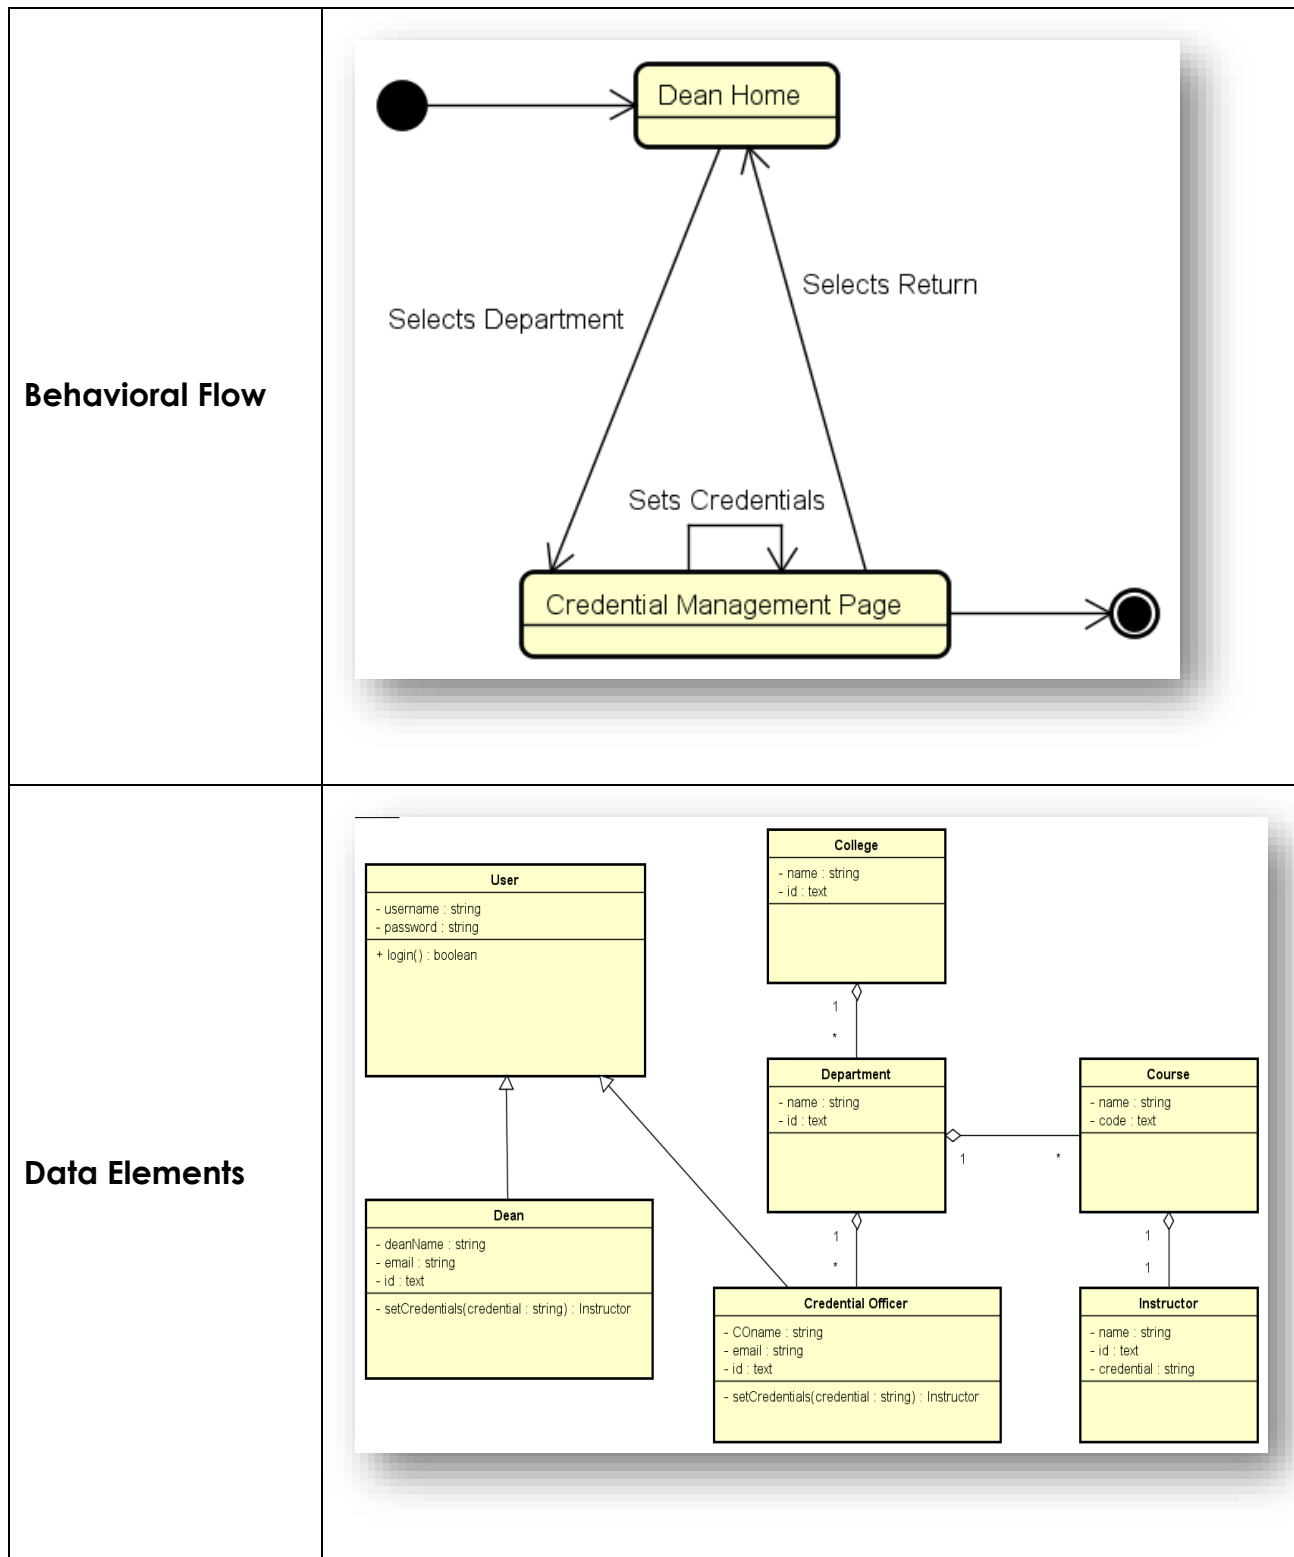 Behavioral Flow
Dean Home
Selects Return
Selects Department
Sets Credentials
Credential Management Page
Data Elements
User
- username : string
- password : string
+ login() : boolean
College
- name : string
- id : text
1
*
Department
- name : string
- id : text
1
*
Course
- name : string
- code : text
1
*
1
1
Dean
- deanName : string
- email : string
- id : text
- setCredentials(credential : string) : Instructor
Credential Officer
- COname : string
- email : string
- id : text
- setCredentials(credential : string) : Instructor
Instructor
- name : string
- id : text
- credential : string